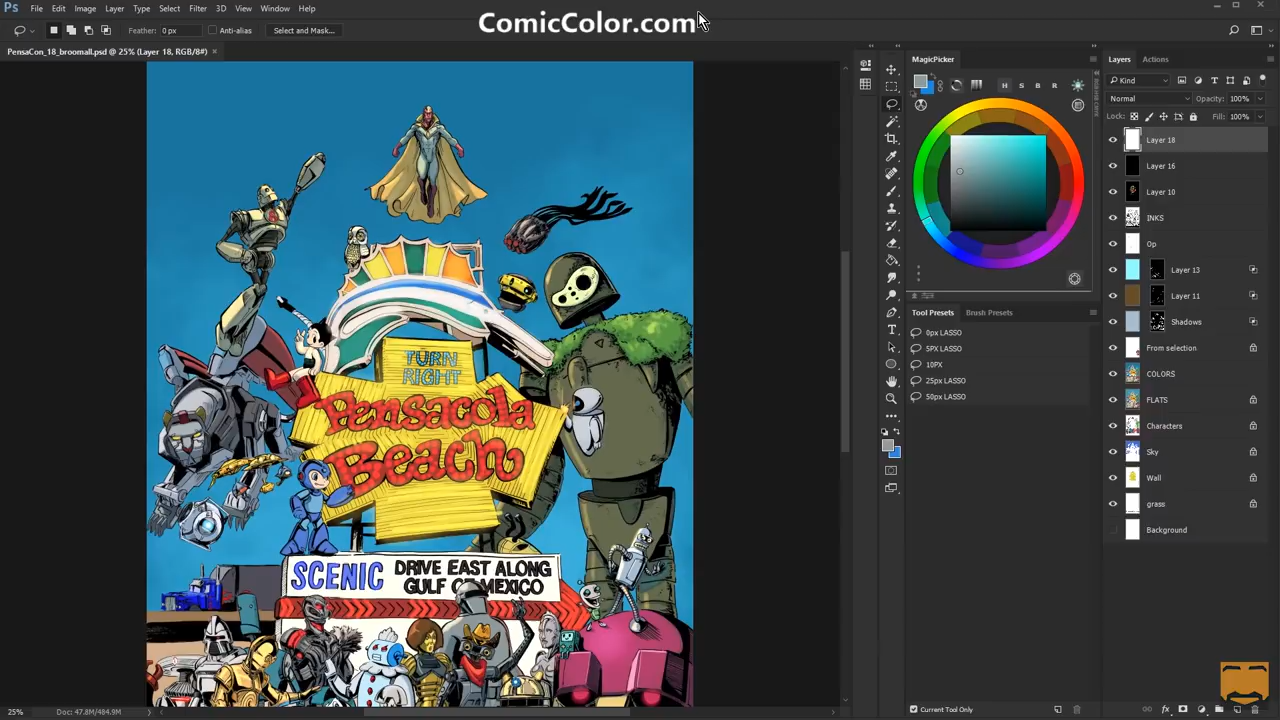 ComicColor.com
Ps File Edit Image Layer Type Select Filter 3D View Window Help
Feather: 0 px Anti-alias Select and Mask...
PensaCon_18_broomall.psd @ 25% (Layer 18, RGB/8#) ×
TURN
RIGHT
Pensacola
Beach
SCENIC
DRIVE EAST ALONG
GULF OF MEXICO
MagicPicker
H S B R
Tool Presets Brush Presets
0px LASSO
5PX LASSO
10PX
25px LASSO
50px LASSO
Current Tool Only
Layers Actions
Kind
Normal Opacity: 100%
Lock: Fill: 100%
Layer 18
Layer 16
Layer 10
INKS
Op
Layer 13
Layer 11
Shadows
From selection
COLORS
FLATS
Characters
Sky
Wall
grass
Background
25% Doc: 47.8M/484.9M